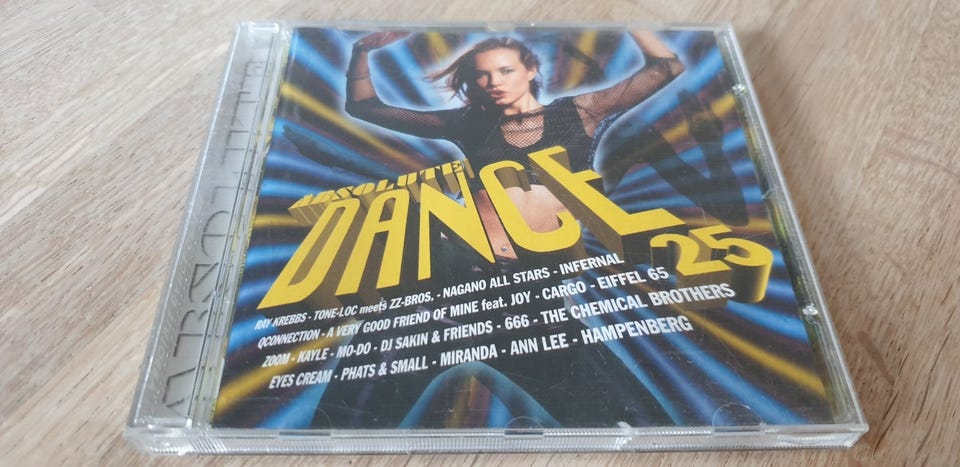 ABSOLUTE
ABSOLUTE
DANCE
25
RAY KREBBS - TONE-LOC meets ZZ-BROS. - NAGANO ALL STARS - INFERNAL
QCONNECTION - A VERY GOOD FRIEND OF MINE feat. JOY - CARGO - EIFFEL 65
ZOOM - KAYLE - MO-DO - DJ SAKIN & FRIENDS - 666 - THE CHEMICAL BROTHERS
EYES CREAM - PHATS & SMALL - MIRANDA - ANN LEE - HAMPENBERG